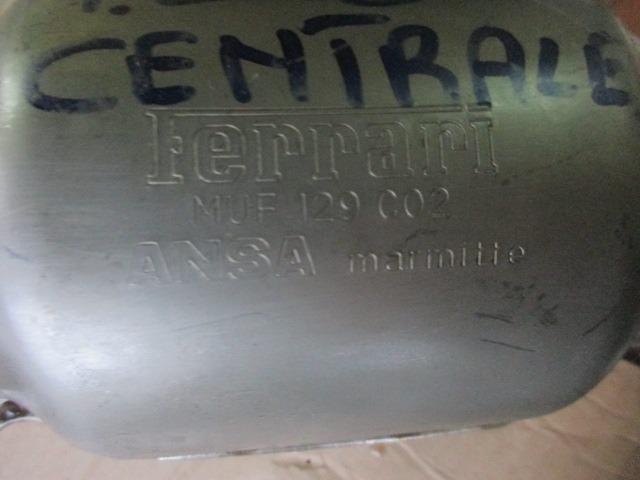 CENTRALE
Ferrari
MUF 129 C02
ANSA marmitte